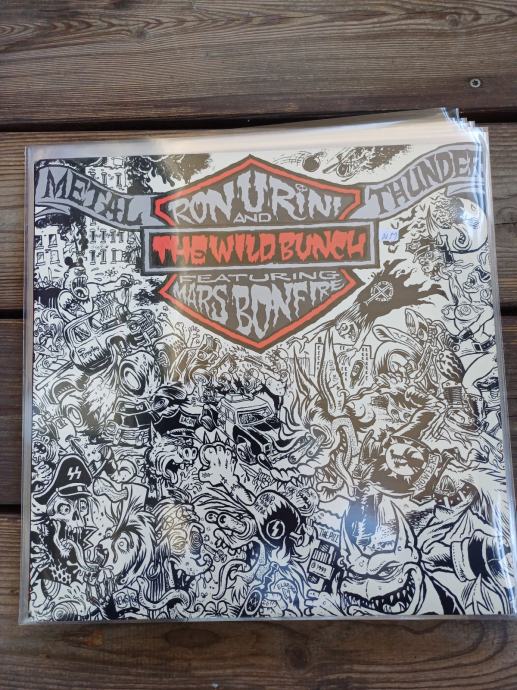 METAL
THUNDER
RON URINI
AND
THE WILD BUNCH
FEATURING
MARS BONFIRE